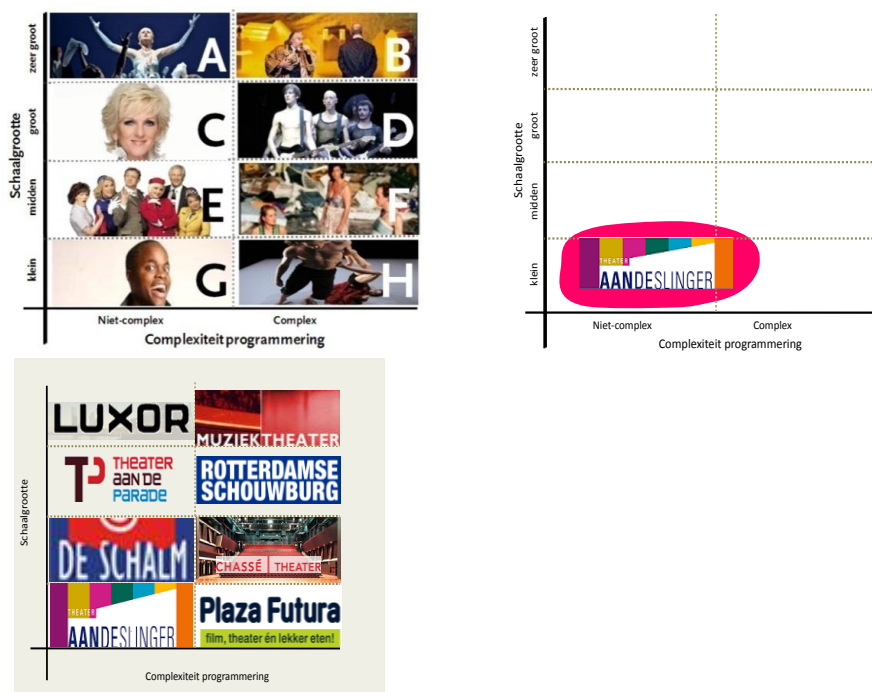 Schaalgrootte
zeer groot
groot
midden
klein
A
B
C
D
E
F
G
H
Niet-complex
Complex
Complexiteit programmering
Schaalgrootte
zeer groot
groot
midden
klein
THEATER
AANDESLINGER
Niet-complex
Complex
Complexiteit programmering
Schaalgrootte
LUXOR
MUZIEKTHEATER
TP THEATER
aan DE
PaRaDE
ROTTERDAMSE
SCHOUWBURG
DE SCHALM
CHASSÉ | THEATER
THEATER
AANDESLINGER
Plaza Futura
film, theater én lekker eten!
Complexiteit programmering